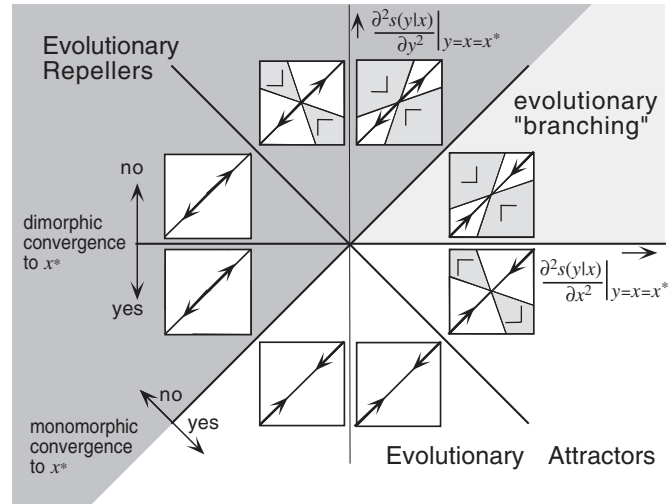 Evolutionary
Repellers
∂²s(y|x)
∂y² |y=x=x*
evolutionary
"branching"
no
dimorphic
convergence
to x*
yes
∂²s(y|x)
∂x² |y=x=x*
no
yes
monomorphic
convergence
to x*
Evolutionary Attractors